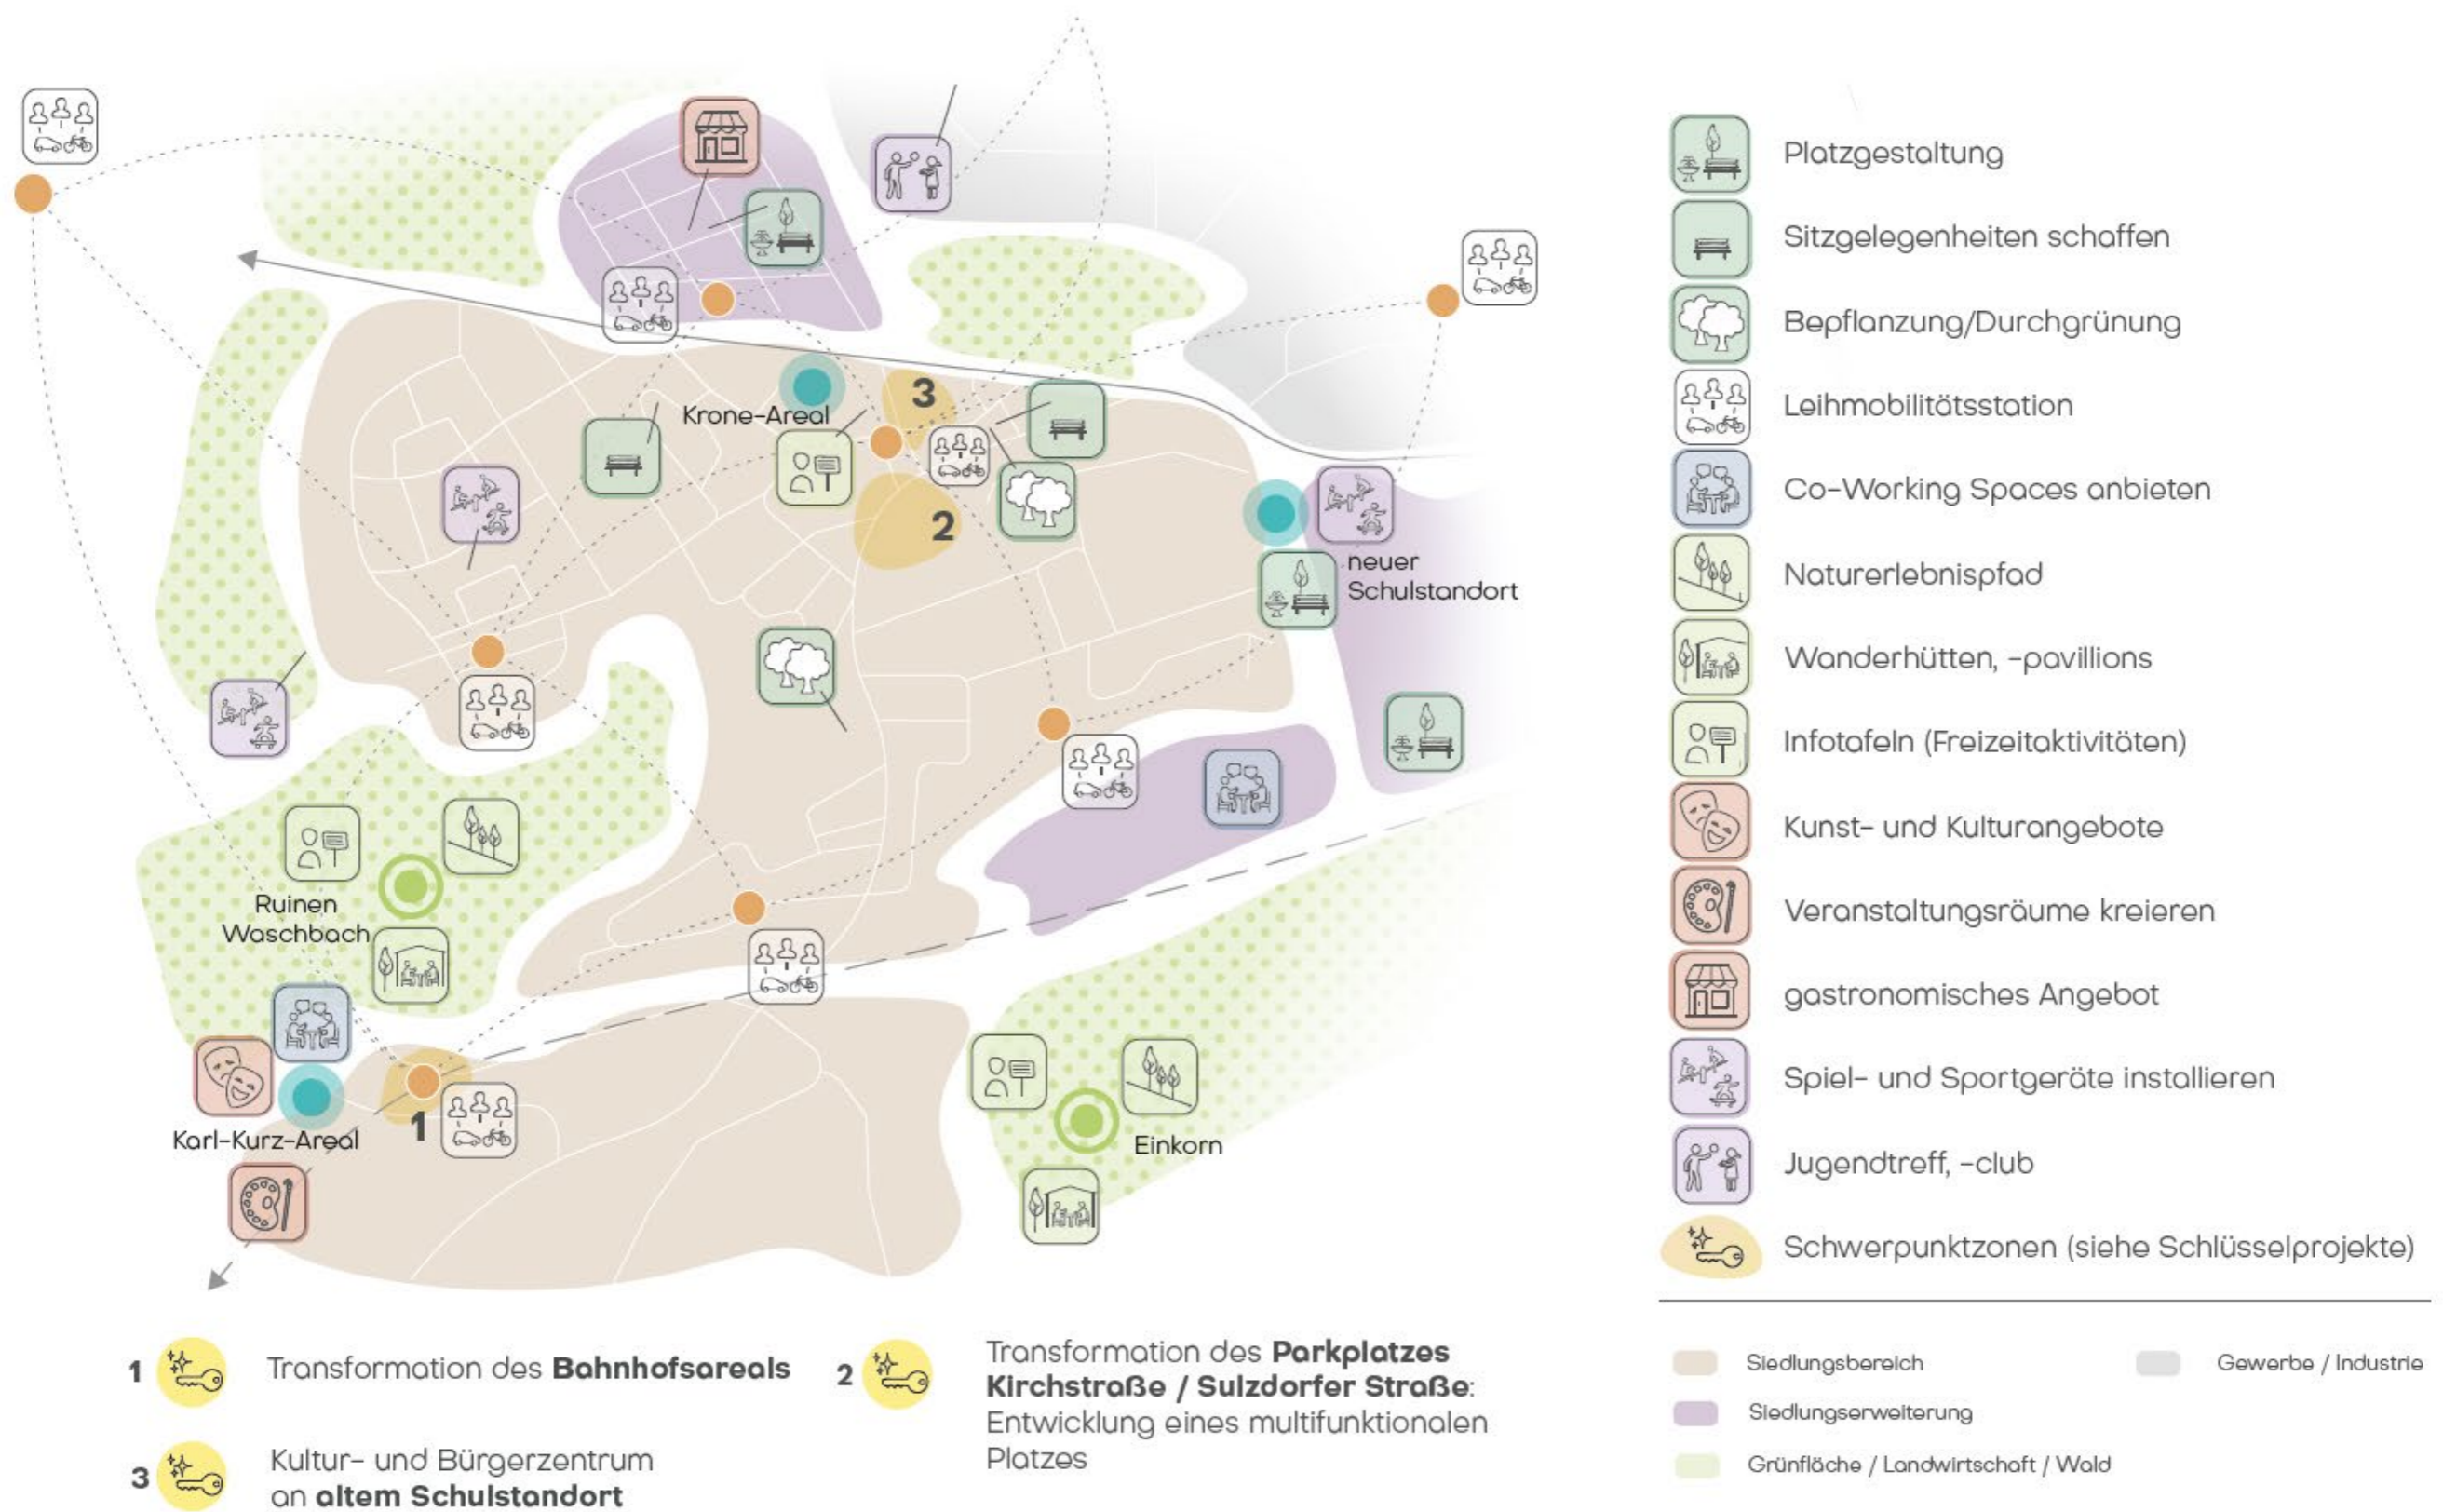 Krone-Areal
3
2
neuer
Schulstandort
Ruinen
Waschbach
Karl-Kurz-Areal
1
Einkorn
Platzgestaltung
Sitzgelegenheiten schaffen
Bepflanzung/Durchgrünung
Leihmobilitätsstation
Co-Working Spaces anbieten
Naturerlebnispfad
Wanderhütten, -pavillions
Infotafeln (Freizeitaktivitäten)
Kunst- und Kulturangebote
Veranstaltungsräume kreieren
gastronomisches Angebot
Spiel- und Sportgeräte installieren
Jugendtreff, -club
Schwerpunktzonen (siehe Schlüsselprojekte)
1 Transformation des Bahnhofsareals
2 Transformation des Parkplatzes
Kirchstraße / Sulzdorfer Straße:
Entwicklung eines multifunktionalen
Platzes
3 Kultur- und Bürgerzentrum
an altem Schulstandort
Siedlungsbereich
Siedlungserweiterung
Grünfläche / Landwirtschaft / Wald
Gewerbe / Industrie